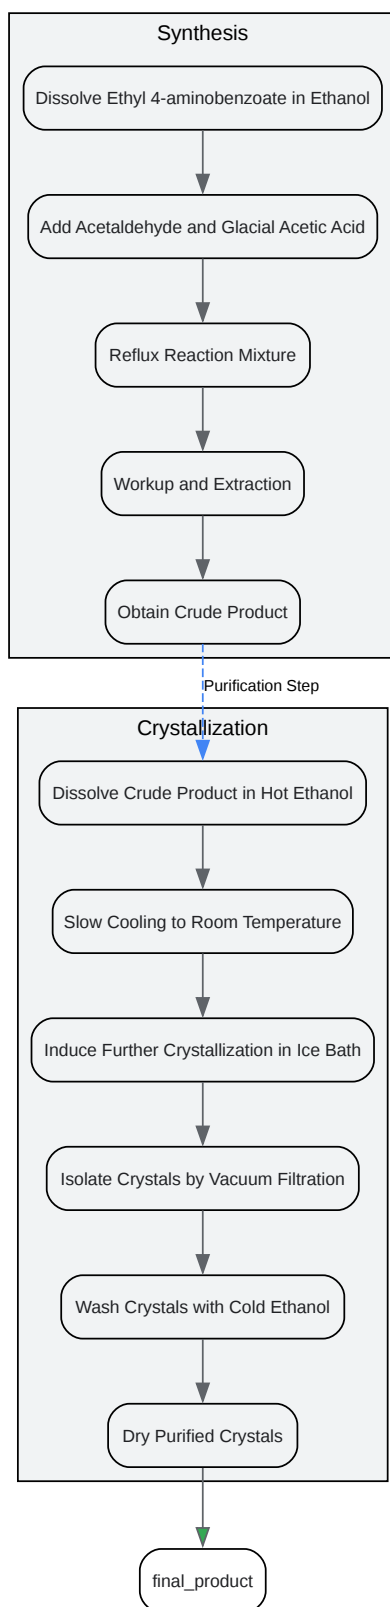 Synthesis
Dissolve Ethyl 4-aminobenzoate in Ethanol
Add Acetaldehyde and Glacial Acetic Acid
Reflux Reaction Mixture
Workup and Extraction
Obtain Crude Product
Purification Step
Crystallization
Dissolve Crude Product in Hot Ethanol
Slow Cooling to Room Temperature
Induce Further Crystallization in Ice Bath
Isolate Crystals by Vacuum Filtration
Wash Crystals with Cold Ethanol
Dry Purified Crystals
final_product